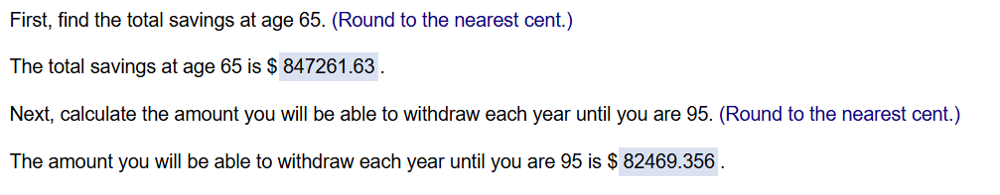 First, find the total savings at age 65. (Round to the nearest cent.)
The total savings at age 65 is $ 847261.63 .
Next, calculate the amount you will be able to withdraw each year until you are 95. (Round to the nearest cent.)
The amount you will be able to withdraw each year until you are 95 is $ 82469.356 .